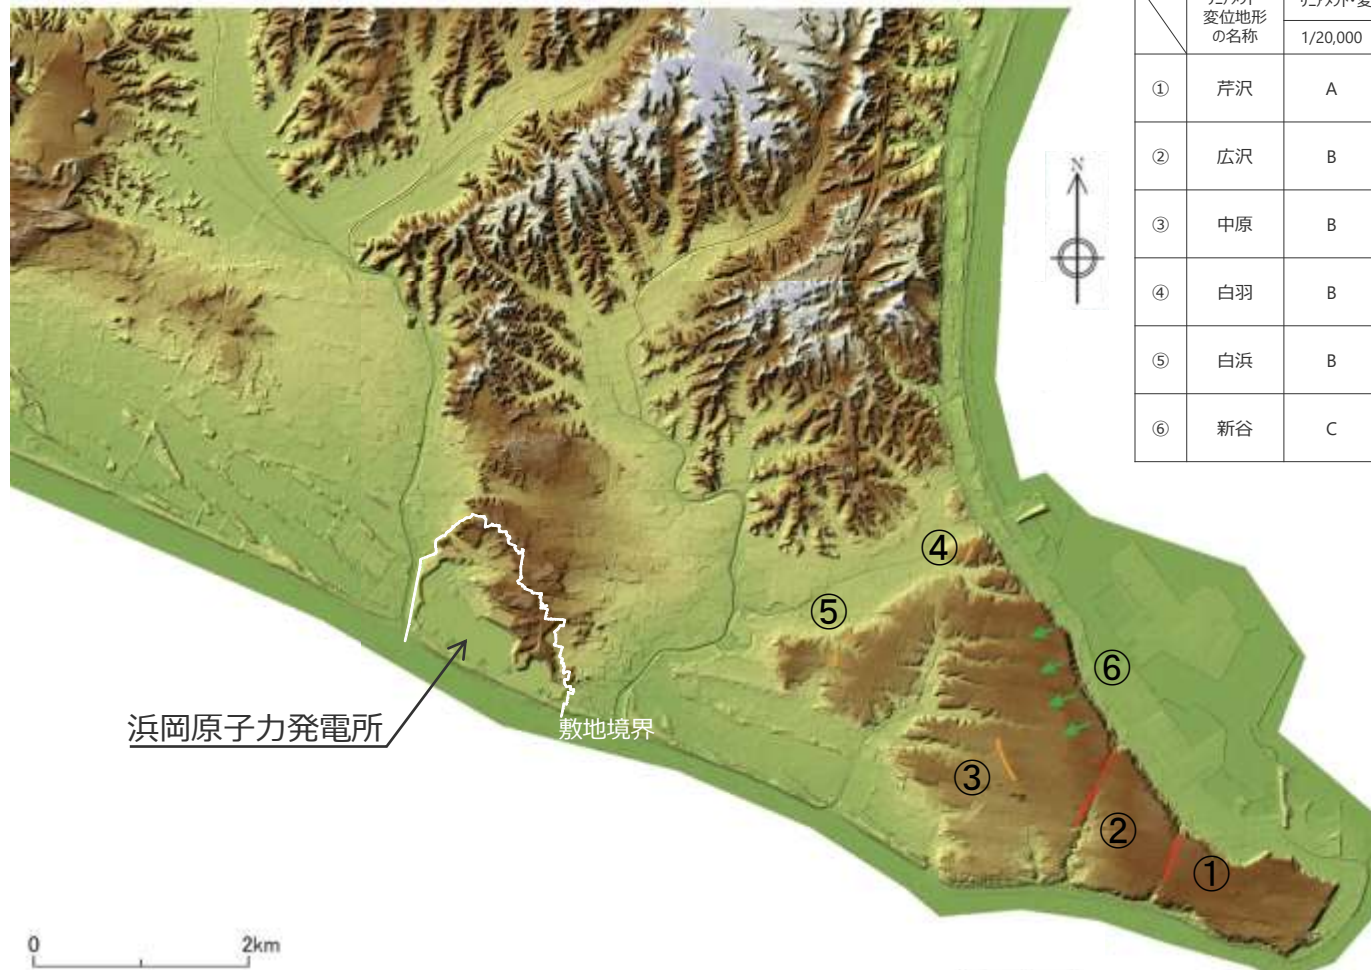 変位地形
の名称
1/20,000
① 芹沢 A
② 広沢 B
③ 中原 B
④ 白羽 B
⑤ 白浜 B
⑥ 新谷 C
N
④
⑤
⑥
浜岡原子力発電所
敷地境界
③
②
①
0 2km